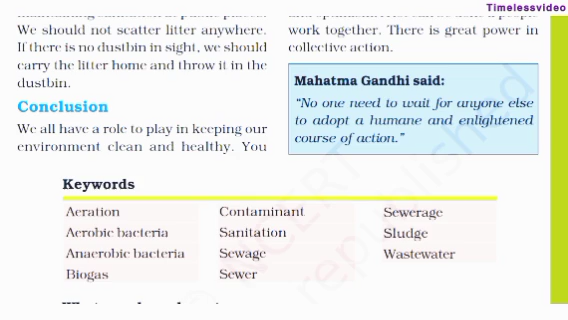 Timelessvideo
We should not scatter litter anywhere.
If there is no dustbin in sight, we should
carry the litter home and throw it in the
dustbin.
Conclusion
We all have a role to play in keeping our
environment clean and healthy. You
work together. There is great power in
collective action.
Mahatma Gandhi said:
“No one need to wait for anyone else
to adopt a humane and enlightened
course of action.”
Keywords
Aeration
Aerobic bacteria
Anaerobic bacteria
Biogas
Contaminant
Sanitation
Sewage
Sewer
Sewerage
Sludge
Wastewater
NCERT
republished